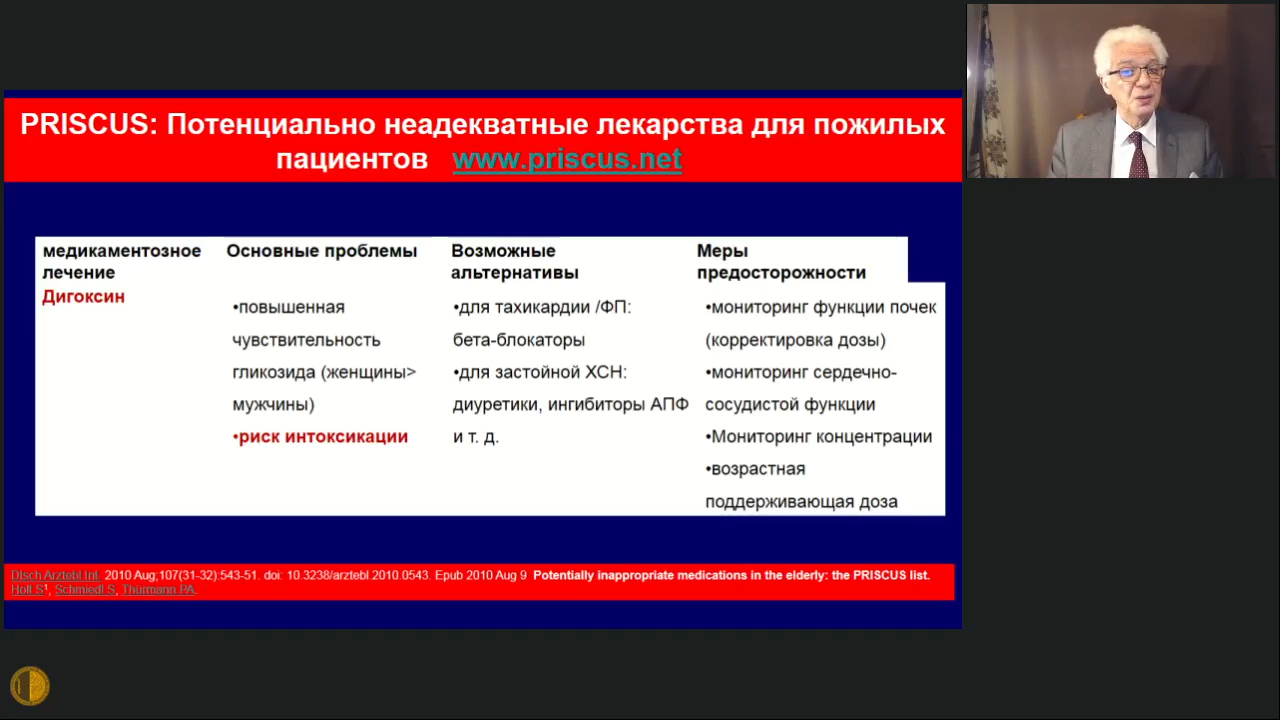 PRISCUS: Потенциально неадекватные лекарства для пожилых
пациентов www.priscus.net
медикаментозное
лечение
Основные проблемы
Возможные
альтернативы
Меры
предосторожности
Дигоксин
•повышенная
чувствительность
гликозида (женщины>
мужчины)
•риск интоксикации
•для тахикардии /ФП:
бета-блокаторы
•для застойной ХСН:
диуретики, ингибиторы АПФ
и т. д.
•мониторинг функции почек
(корректировка дозы)
•мониторинг сердечно-
сосудистой функции
•Мониторинг концентрации
•возрастная
поддерживающая доза
Dtsch Arztebl Int. 2010 Aug;107(31-32):543-51. doi: 10.3238/arztebl.2010.0543. Epub 2010 Aug 9 Potentially inappropriate medications in the elderly: the PRISCUS list.
Holt S¹, Schmiedl S, Thürmann PA.